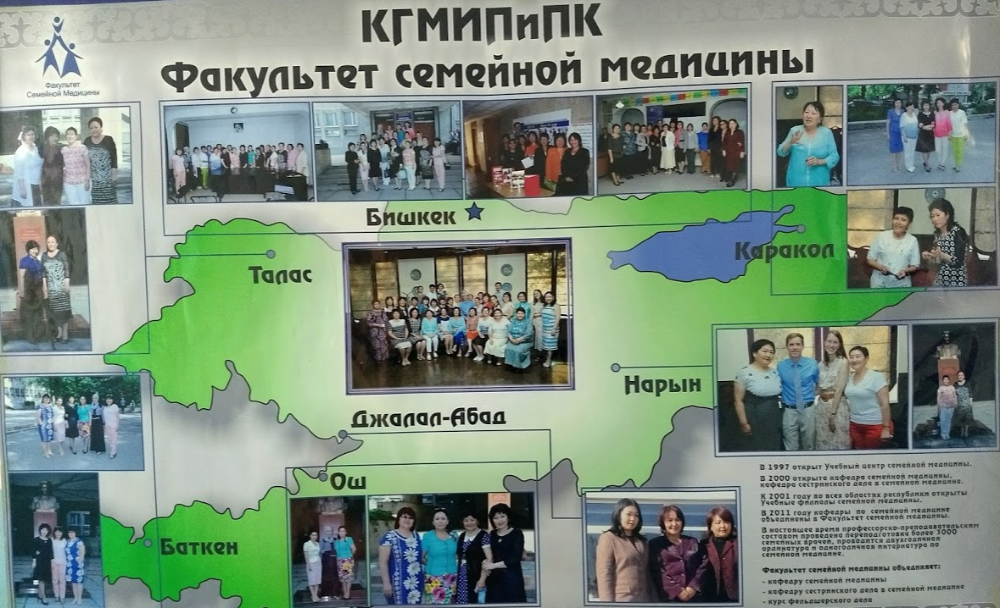 КГМИПиПК
Факультет семейной медицины
Факультет
Семейной Медицины
Бишкек
Каракол
Талас
Нарын
Джалал-Абад
Ош
Баткен
В 1997 открыт Учебный центр семейной медицины.
В 2000 открыта кафедра семейной медицины,
кафедра сестринского дела в семейной медицине.
К 2001 году во всех областях республики открыты
Учебные филиалы семейной медицины.
В 2011 году кафедры по семейной медицине
объединены в Факультет семейной медицины.
В настоящее время профессорско-преподавательским
составом проведена переподготовка более 3000
семейных врачей, проводится двухгодичная
ординатура и одногодичная интернатура по
семейной медицине.
Факультет семейной медицины объединяет:
- кафедру семейной медицины
- кафедру сестринского дела в семейной медицине
- курс фельдшерского дела